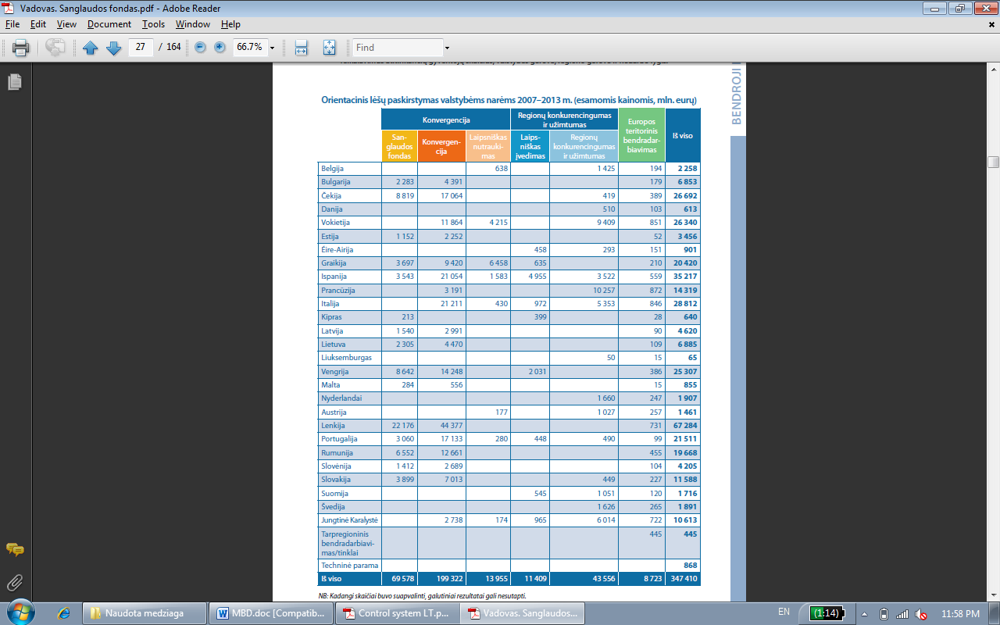 Vadovas. Sanglaudos fondas.pdf - Adobe Reader
File Edit View Document Tools Window Help
27 / 164 66.7% Find
BENDROJI
Orientacinis lėšų paskirstymas valstybėms narėms 2007–2013 m. (esamomis kainomis, mln. eurų)
Konvergencija
Regionų konkurencingumas
ir užimtumas
Europos
teritorinis
bendradar-
biavimas
Iš viso
San-
glaudos
fondas
Konvergen-
cija
Laipsniškas
nutrauki-
mas
Laips-
niškas
įvedimas
Regionų
konkurencingumas
ir užimtumas
Belgija 638 1 425 194 2 258
Bulgarija 2 283 4 391 179 6 853
Čekija 8 819 17 064 419 389 26 692
Danija 510 103 613
Vokietija 11 864 4 215 9 409 851 26 340
Estija 1 152 2 252 52 3 456
Éire-Airija 458 293 151 901
Graikija 3 697 9 420 6 458 635 210 20 420
Ispanija 3 543 21 054 1 583 4 955 3 522 559 35 217
Prancūzija 3 191 10 257 872 14 319
Italija 21 211 430 972 5 353 846 28 812
Kipras 213 399 28 640
Latvija 1 540 2 991 90 4 620
Lietuva 2 305 4 470 109 6 885
Liuksemburgas 50 15 65
Vengrija 8 642 14 248 2 031 386 25 307
Malta 284 556 15 855
Nyderlandai 1 660 247 1 907
Austrija 177 1 027 257 1 461
Lenkija 22 176 44 377 731 67 284
Portugalija 3 060 17 133 280 448 490 99 21 511
Rumunija 6 552 12 661 455 19 668
Slovėnija 1 412 2 689 104 4 205
Slovakija 3 899 7 013 449 227 11 588
Suomija 545 1 051 120 1 716
Švedija 1 626 265 1 891
Jungtinė Karalystė 2 738 174 965 6 014 722 10 613
Tarpregioninis
bendradarbiavi-
mas/tinklai 445 445
Techninė parama 868
Iš viso 69 578 199 322 13 955 11 409 43 556 8 723 347 410
NB: Kadangi skaičiai buvo suapvalinti, galutiniai rezultatai gali nesutapti.
Naudota medziaga MBD.doc [Compatib... Control system LT.p... Vadovas. Sanglaudos... EN (1:14) 11:58 PM